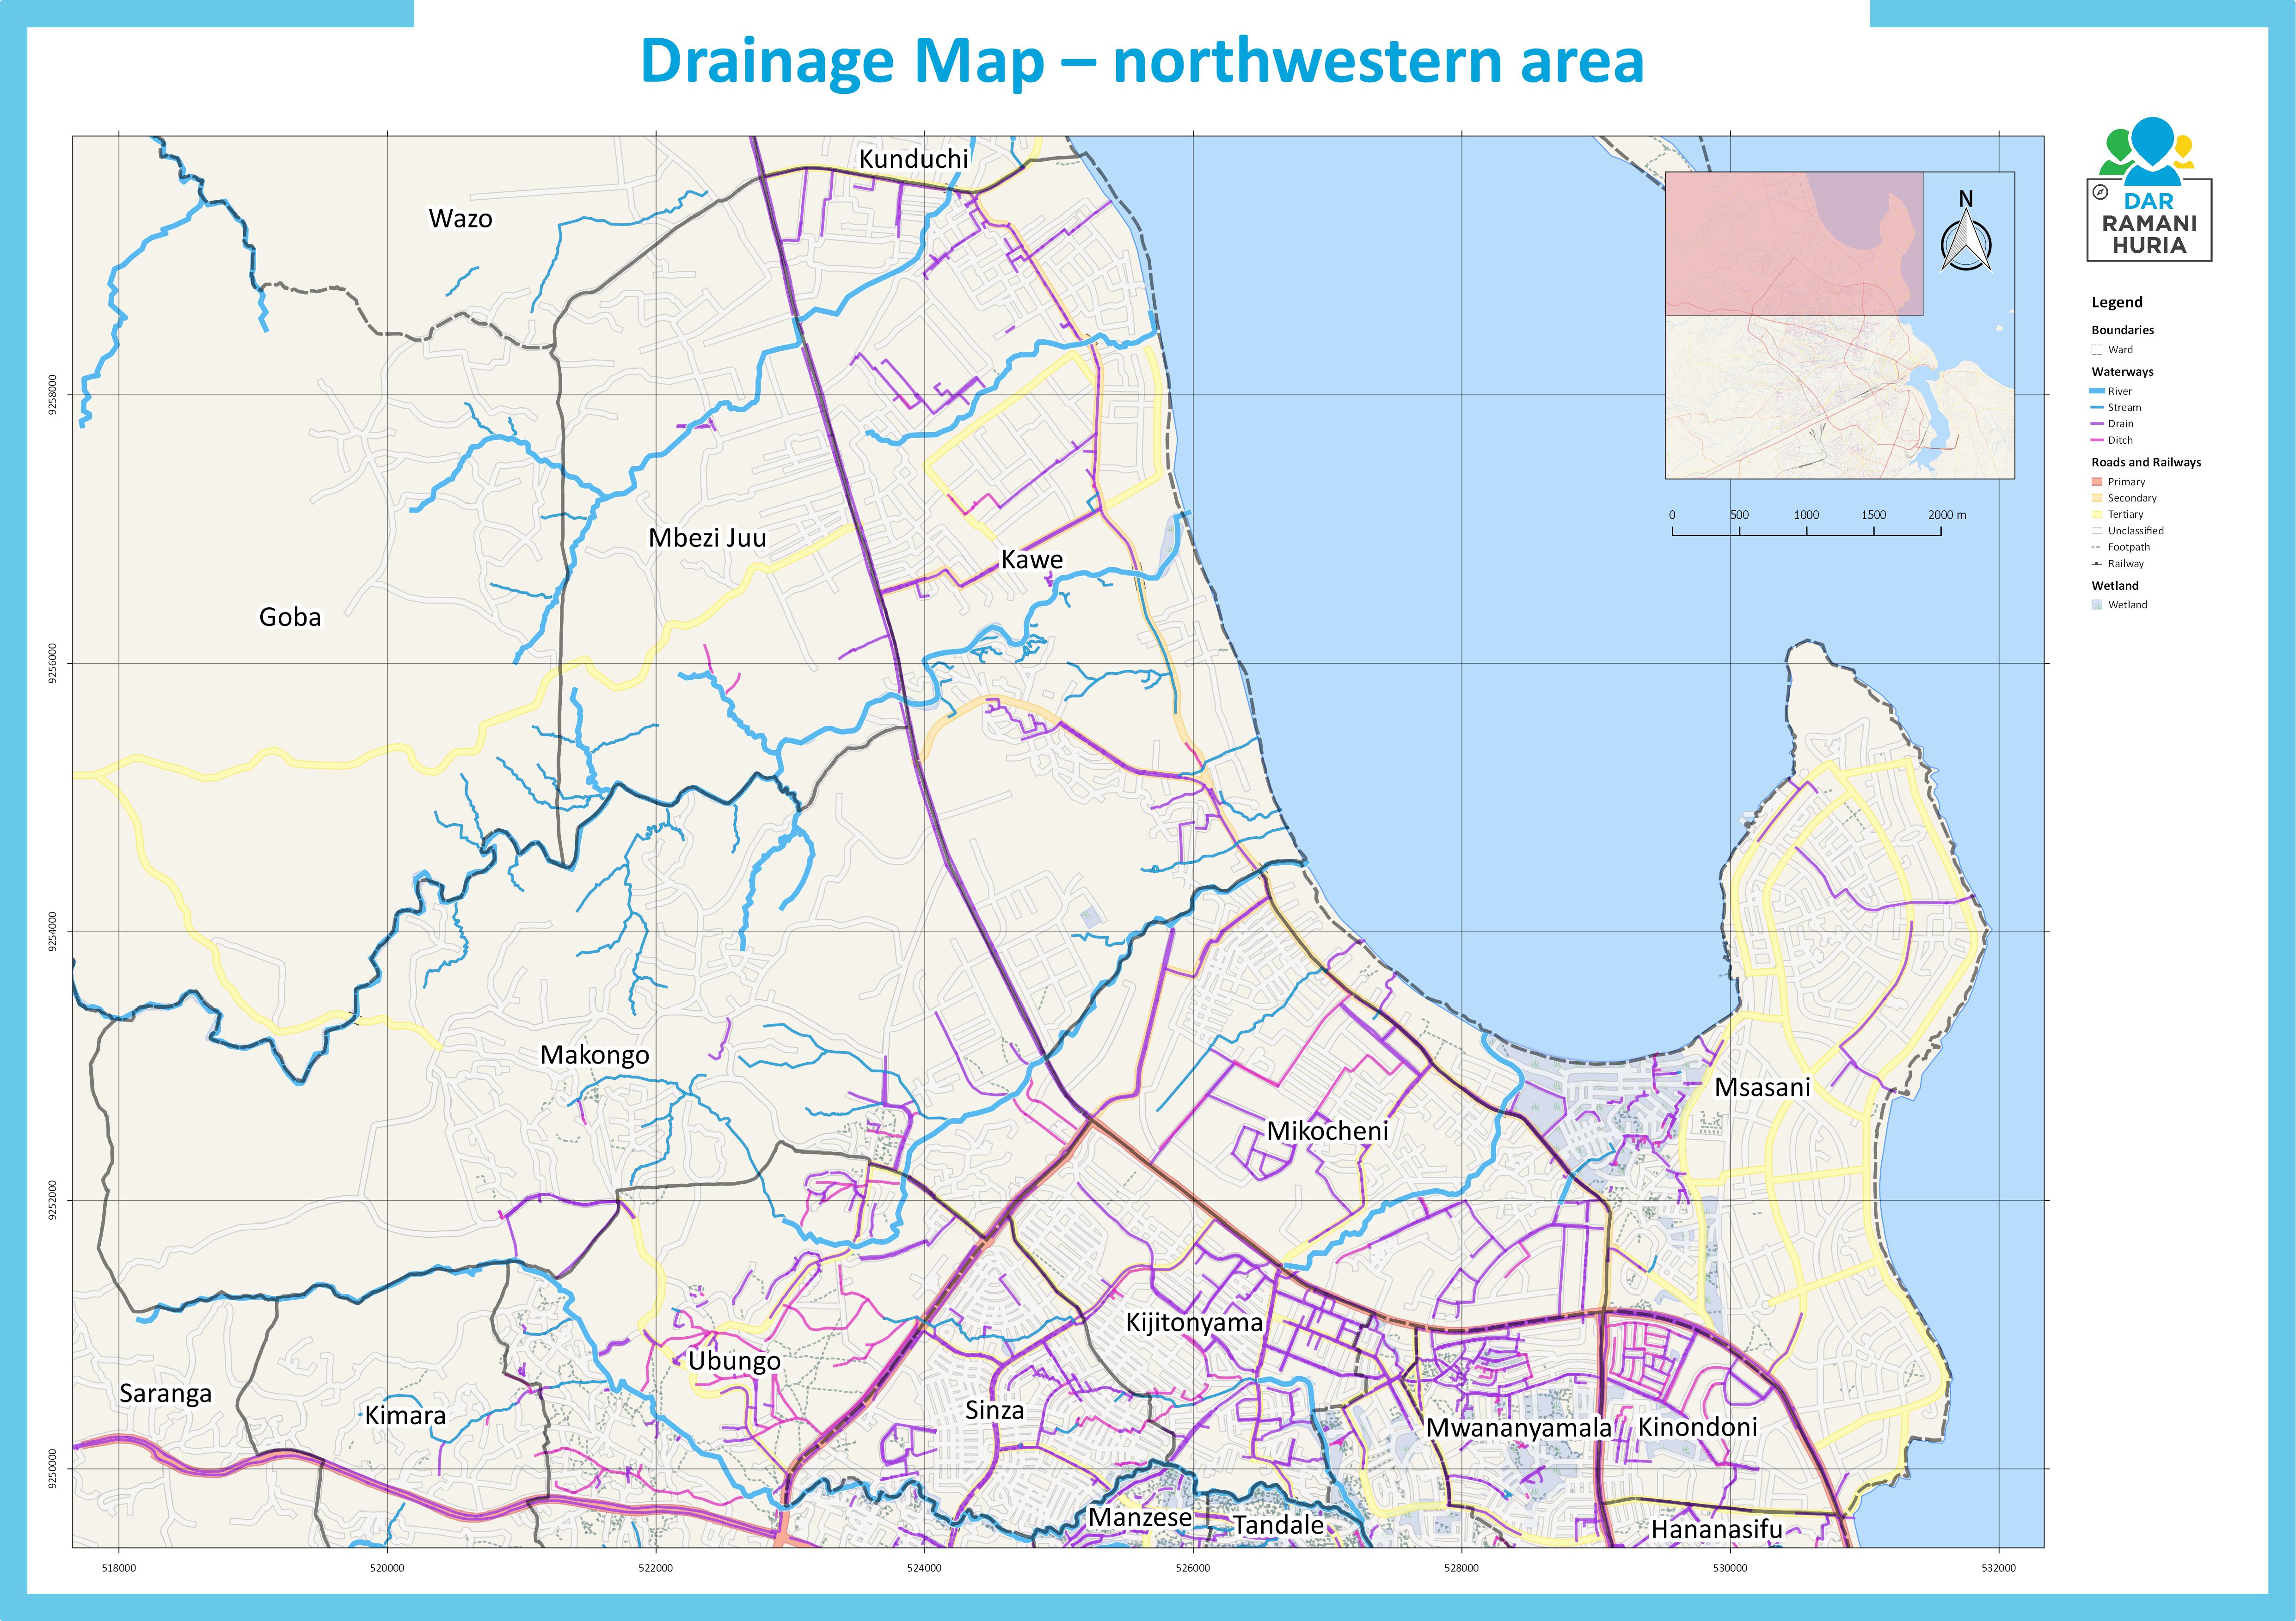 Drainage Map – northwestern area
Kunduchi
Wazo
Mbezi Juu
Kawe
Goba
Makongo
Msasani
Mikocheni
Kijitonyama
Ubungo
Saranga
Kimara
Sinza
Mwananyamala
Kinondoni
Manzese
Tandale
Hananasifu
9258000
9256000
9254000
9252000
9250000
518000
520000
522000
524000
526000
528000
530000
532000
N
0 500 1000 1500 2000 m
DAR
RAMANI
HURIA
Legend
Boundaries
Ward
Waterways
River
Stream
Drain
Ditch
Roads and Railways
Primary
Secondary
Tertiary
Unclassified
Footpath
Railway
Wetland
Wetland